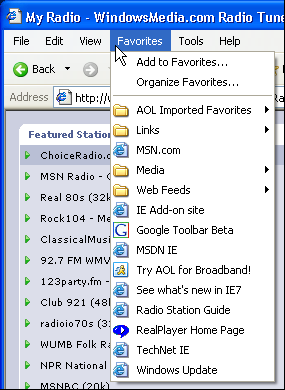 My Radio - WindowsMedia.com Radio Tune
File Edit View Favorites Tools Help
Back
Address
Add to Favorites...
Organize Favorites...
AOL Imported Favorites
Links
MSN.com
Media
Web Feeds
IE Add-on site
Google Toolbar Beta
MSDN IE
Try AOL for Broadband!
See what's new in IE7
Radio Station Guide
RealPlayer Home Page
TechNet IE
Windows Update
Featured Station
ChoiceRadio.
MSN Radio -
Real 80s (32k
Rock104 - Me
ClassicalMusi
92.7 FM WMV
123party.fm -
Club 921 (64k
radioio70s (3
WUMB Folk R
NPR National
MSNBC (20k)